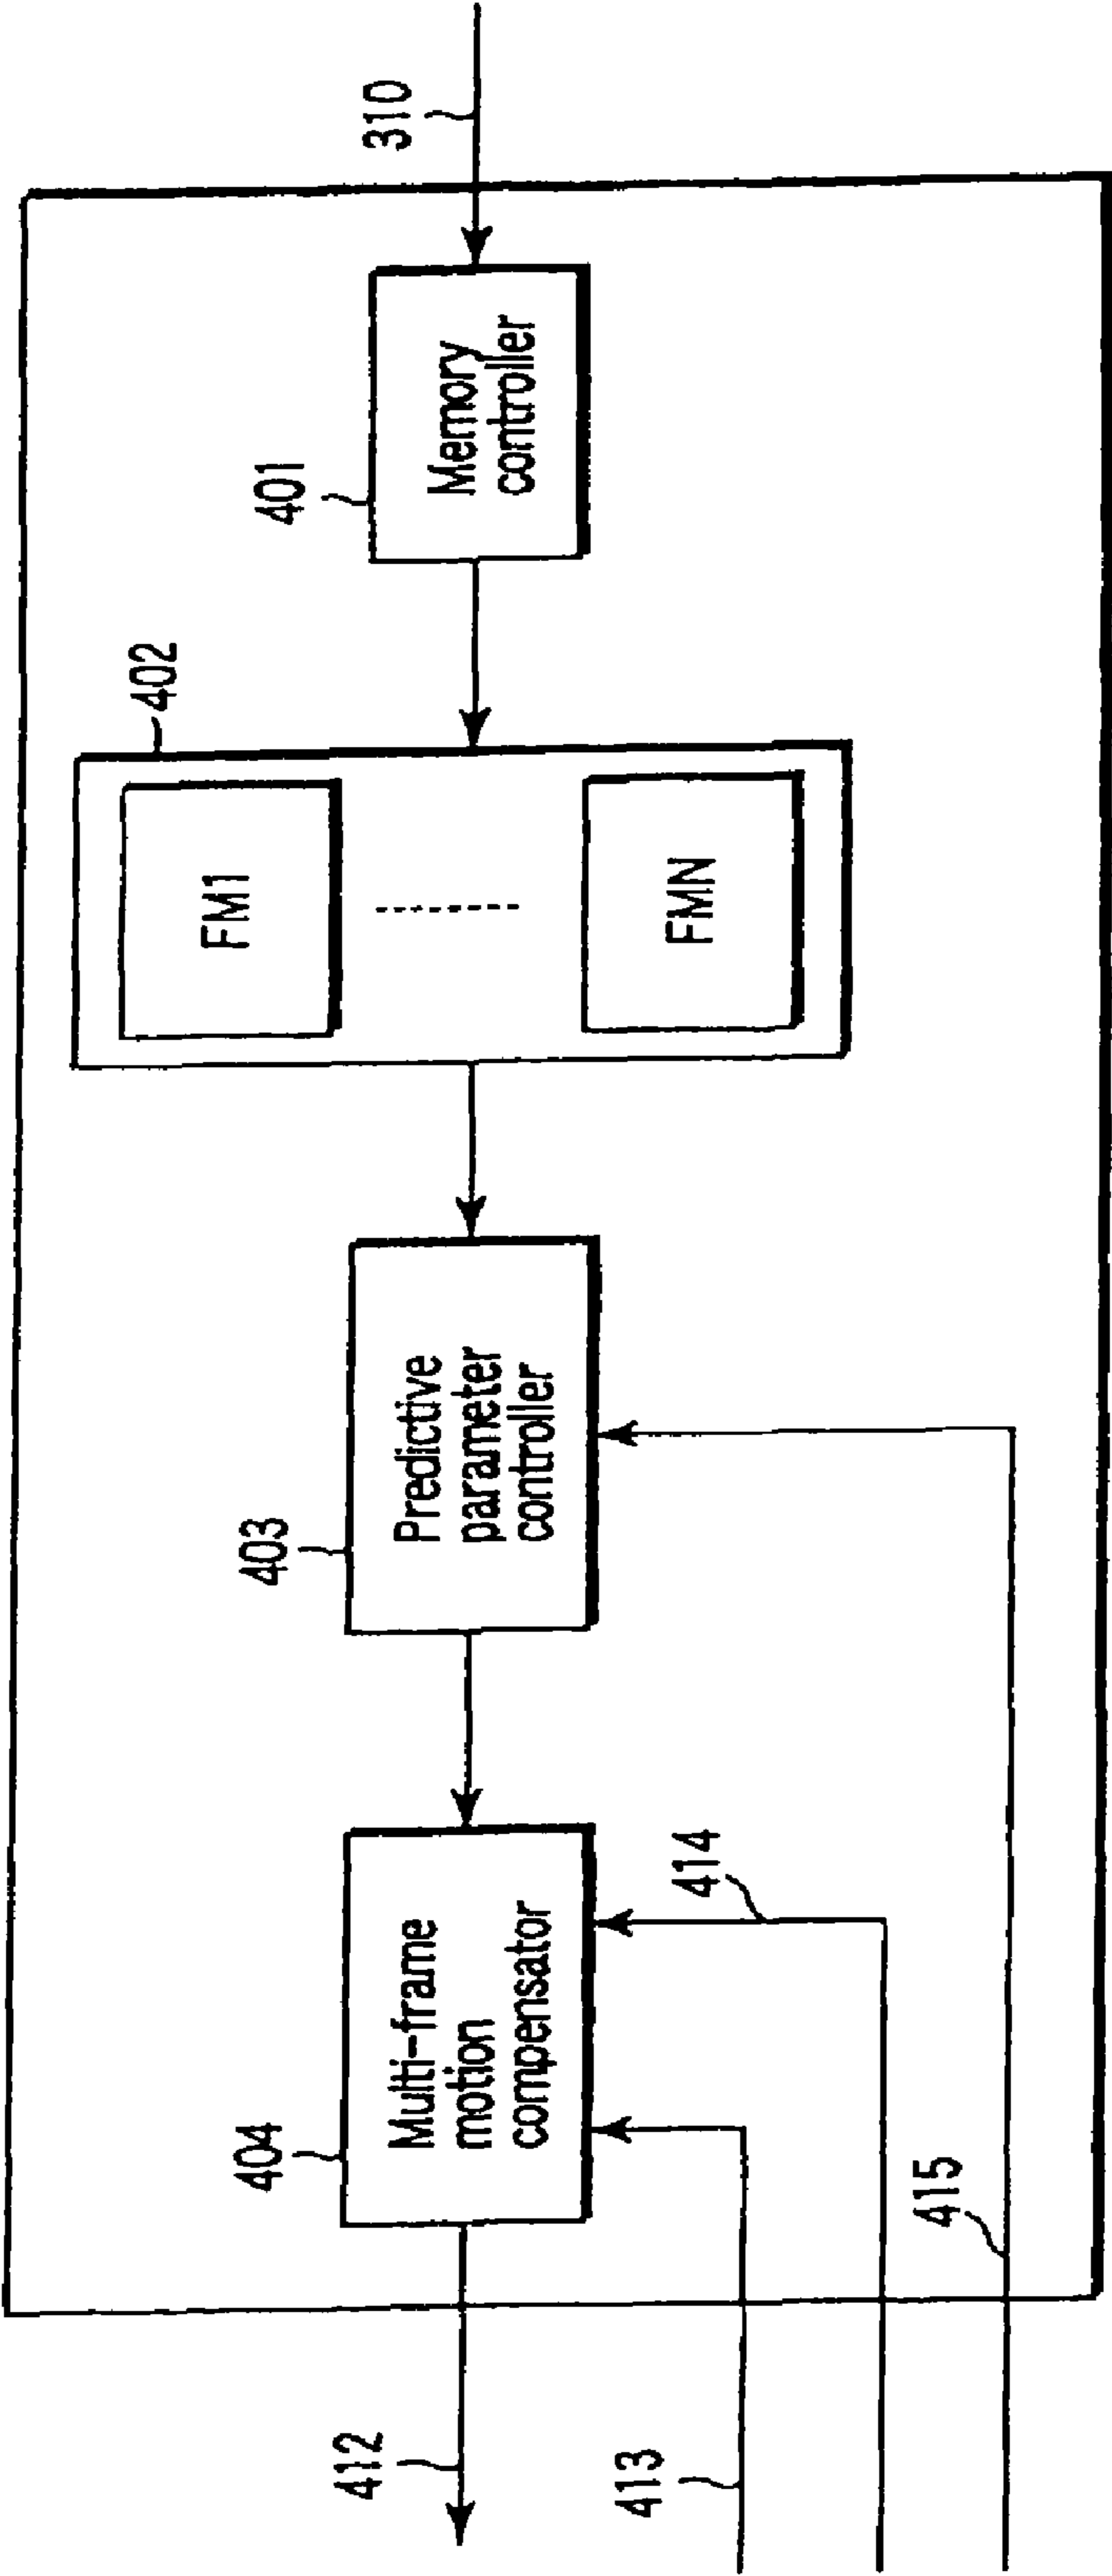 402
401
403
404
310
FM1
Memory
controller
Predictive
parameter
controller
Multi-frame
motion
compensator
412
FMN
414
413
415